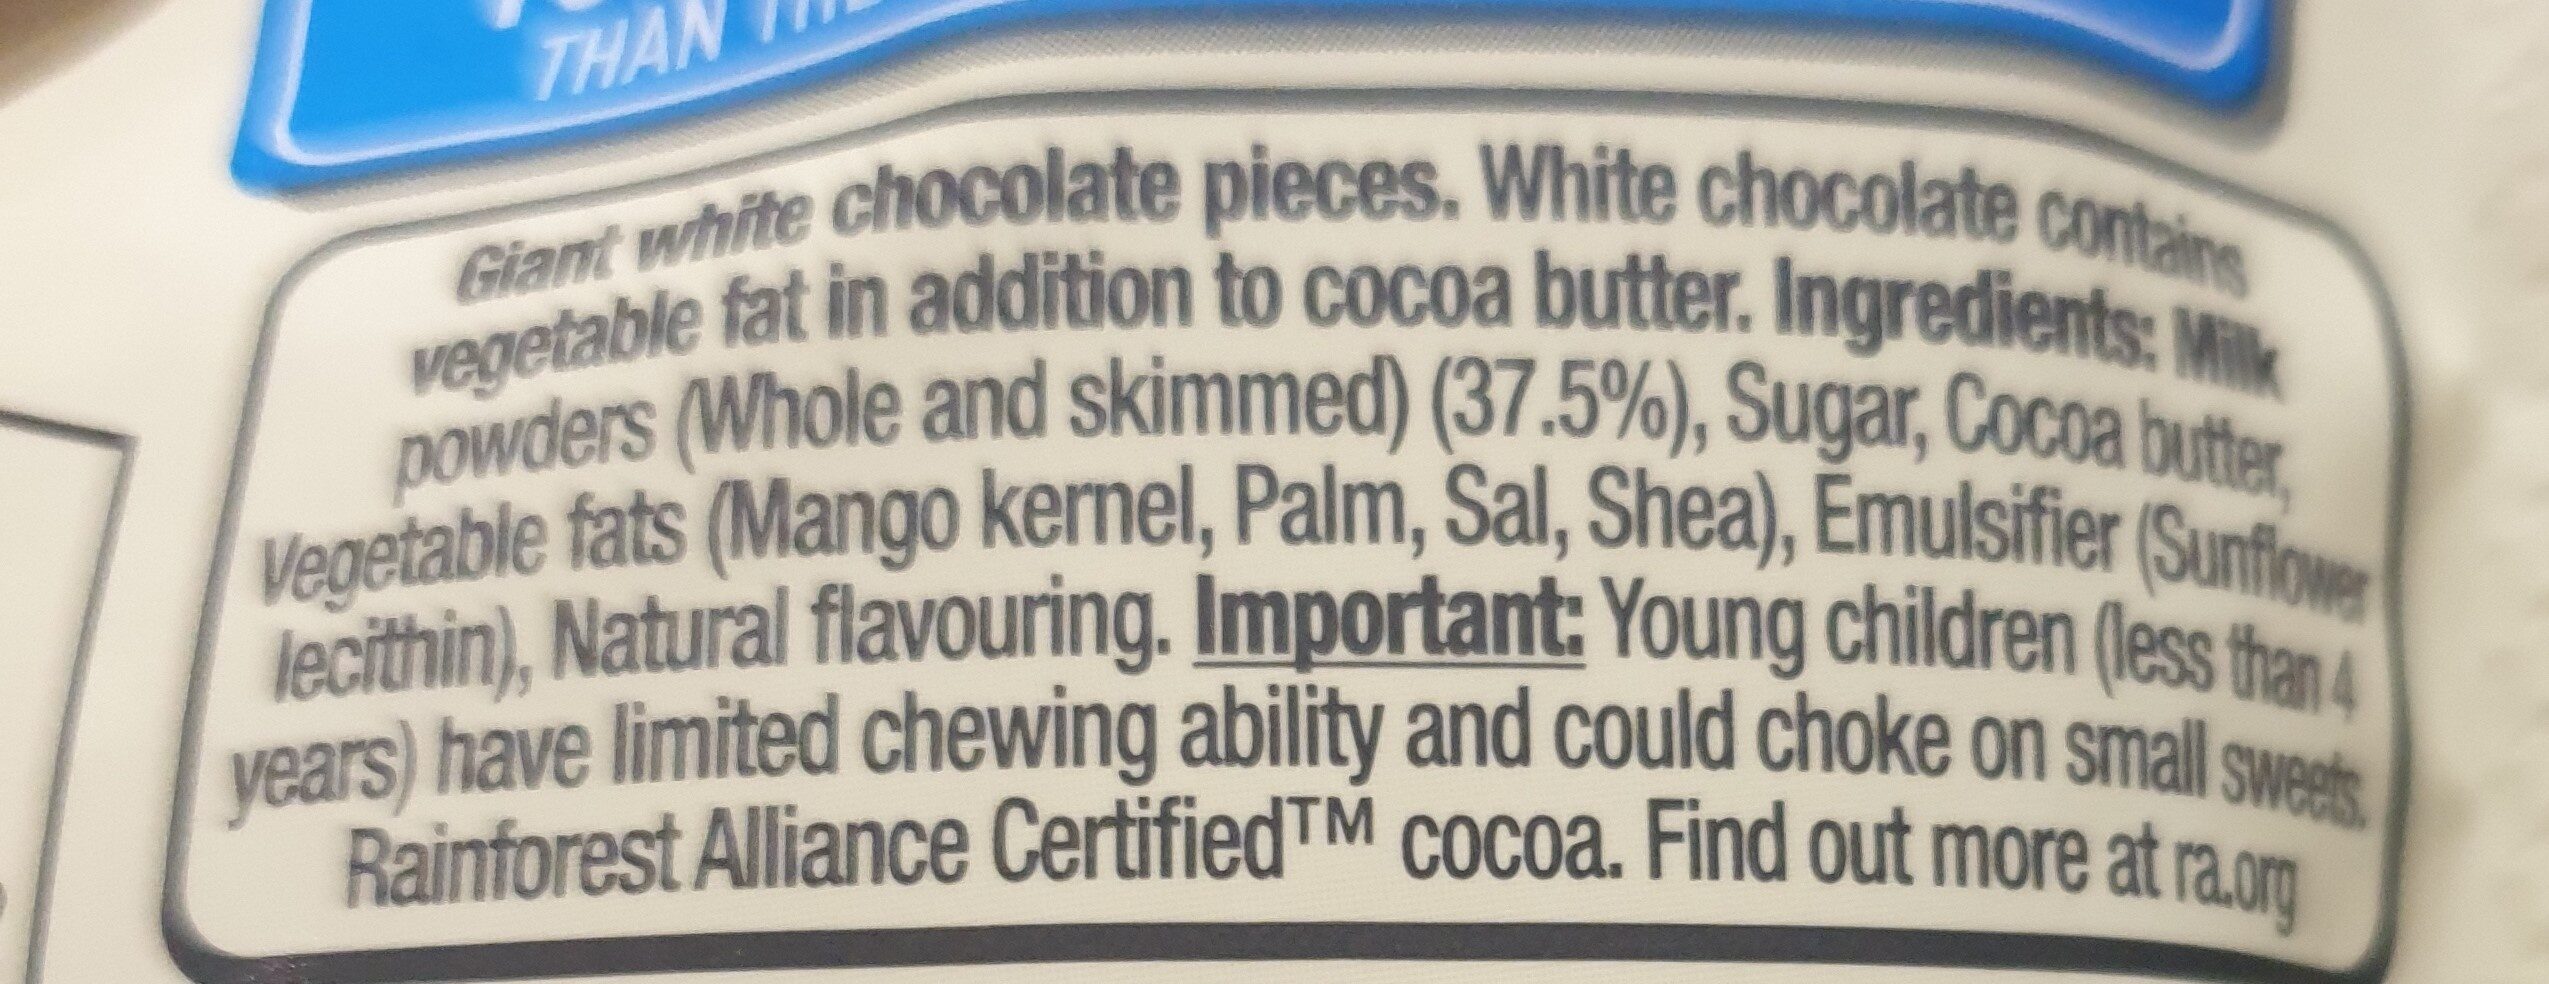 THAN
Giant white chocolate pieces. White chocolate contains
vegetable fat in addition to cocoa butter. Ingredients: Milk
powders (Whole and skimmed) (37.5%), Sugar, Cocoa butter,
Vegetable fats (Mango kernel, Palm, Sal, Shea), Emulsifier (Sunflower
lecithin), Natural flavouring. Important: Young children (less than 4
years) have limited chewing ability and could choke on small sweets.
Rainforest Alliance Certified™ cocoa. Find out more at ra.org